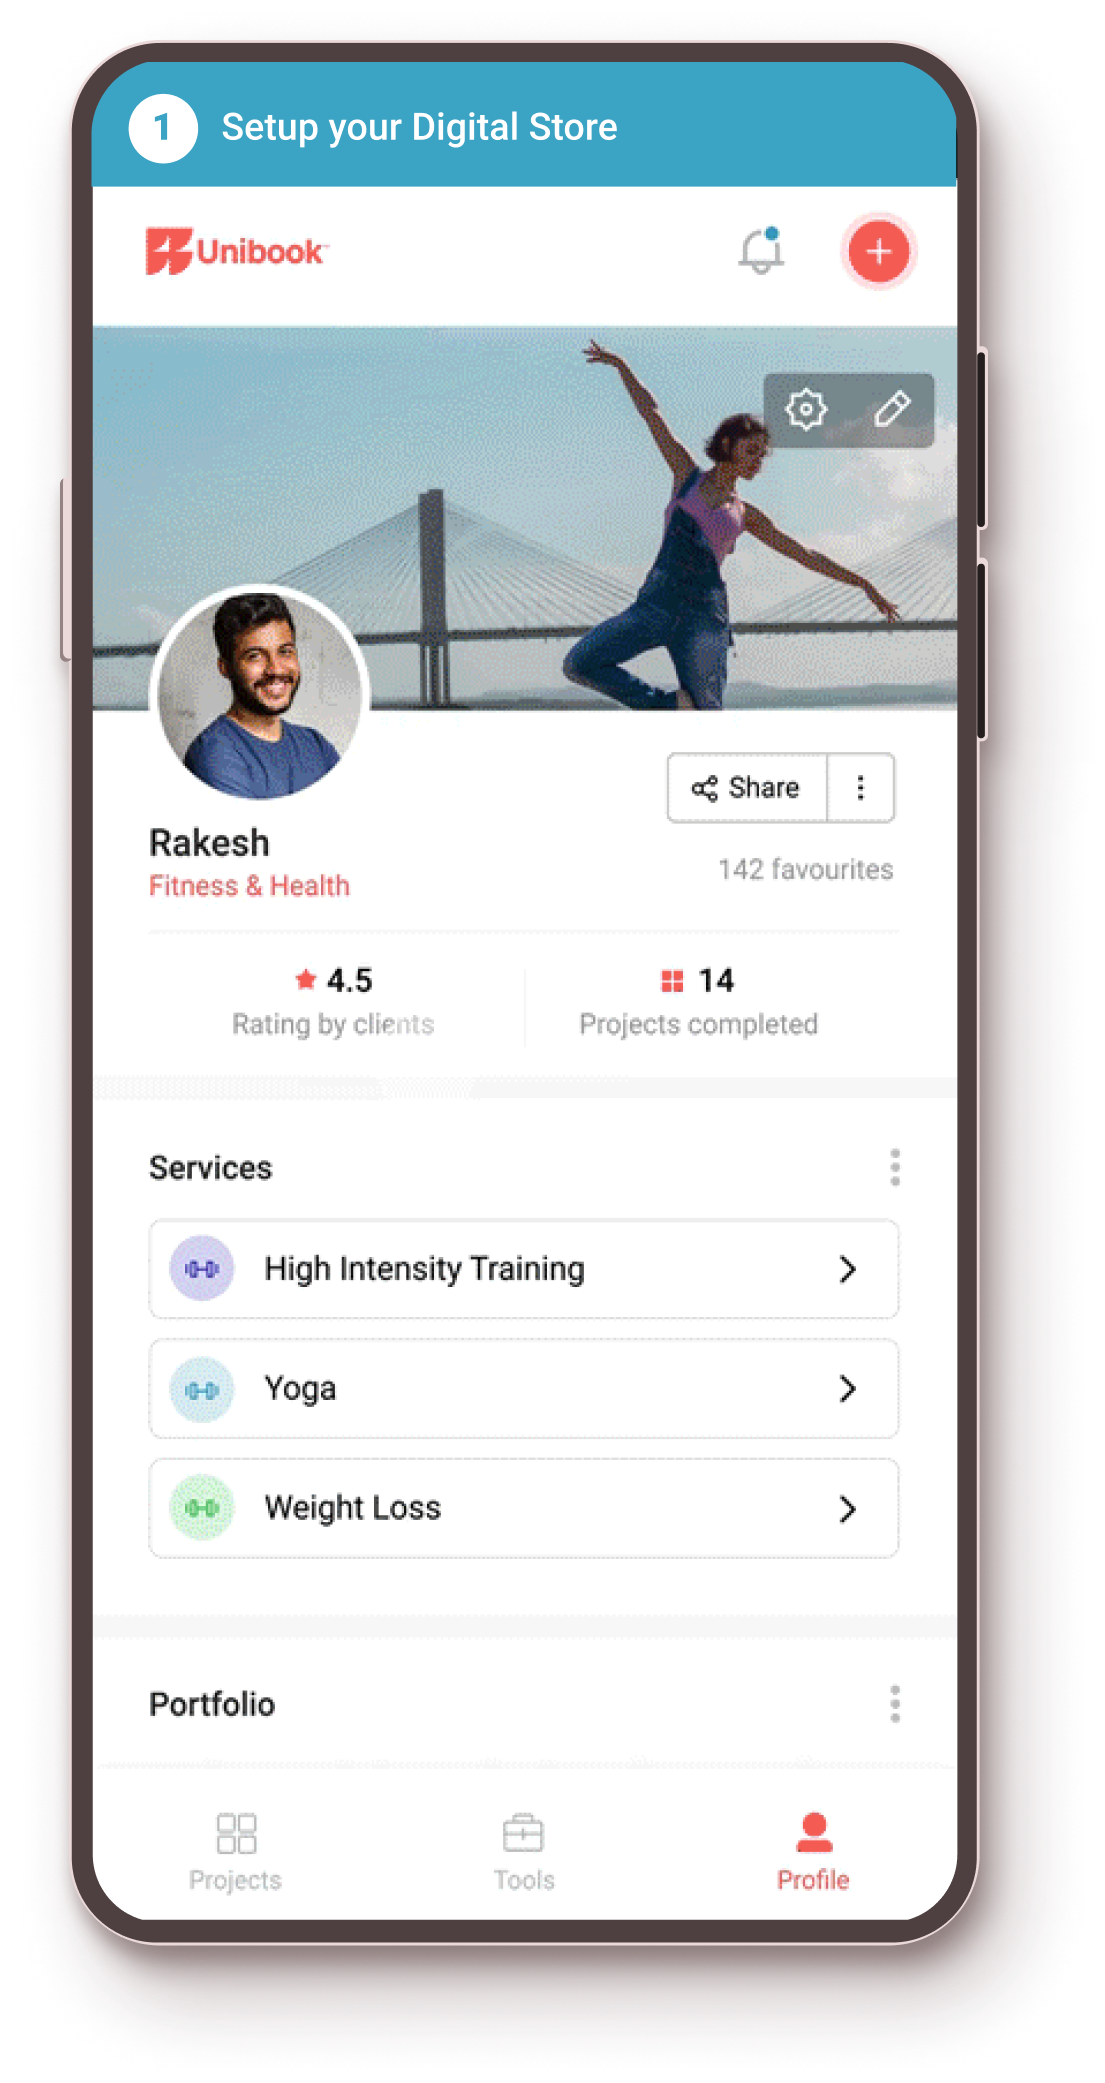 1 Setup your Digital Store
Unibook™
Share
Rakesh
142 favourites
Fitness & Health
4.5
14
Rating by clients
Projects completed
Services
High Intensity Training
Yoga
Weight Loss
Portfolio
Projects
Tools
Profile